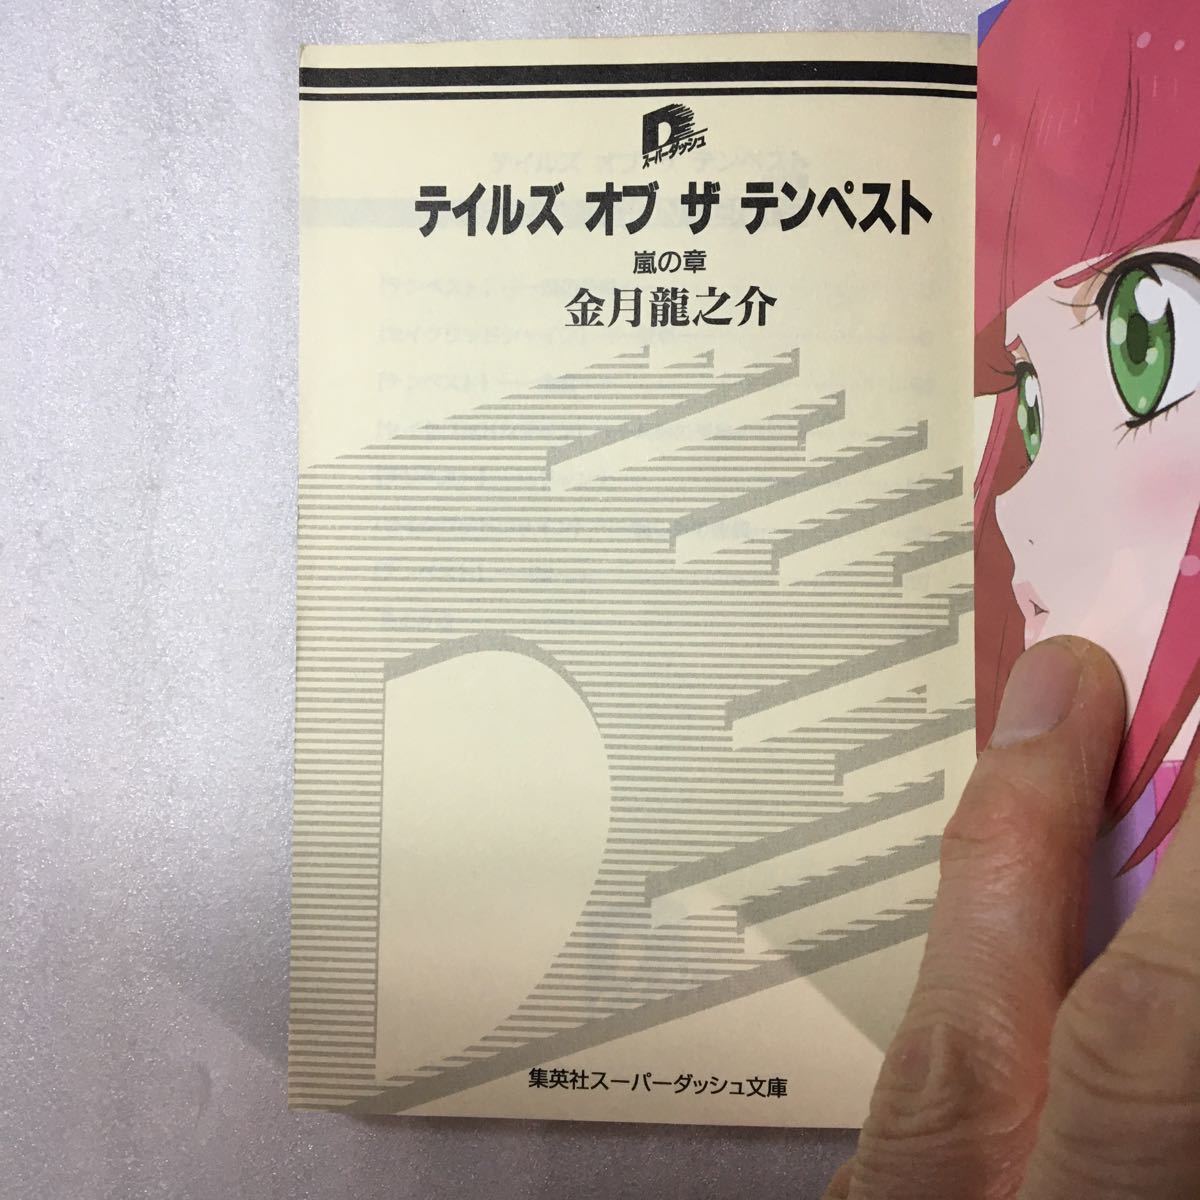 スーパーダッシュ
テイルズ オブ ザ テンペスト
嵐の章
金月龍之介
集英社スーパーダッシュ文庫